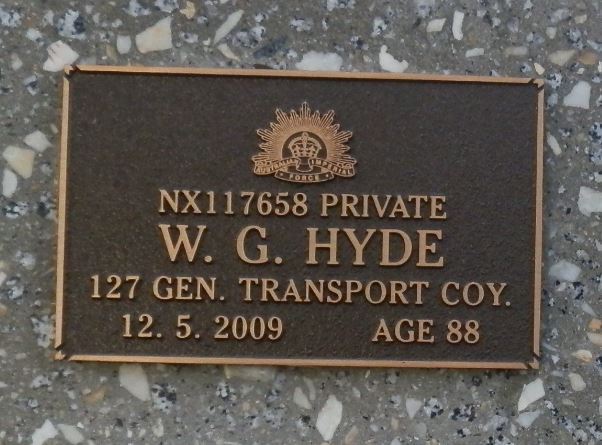 AUSTRALIAN IMPERIAL
FORCE
NX117658 PRIVATE
W. G. HYDE
127 GEN. TRANSPORT COY.
12. 5. 2009 AGE 88